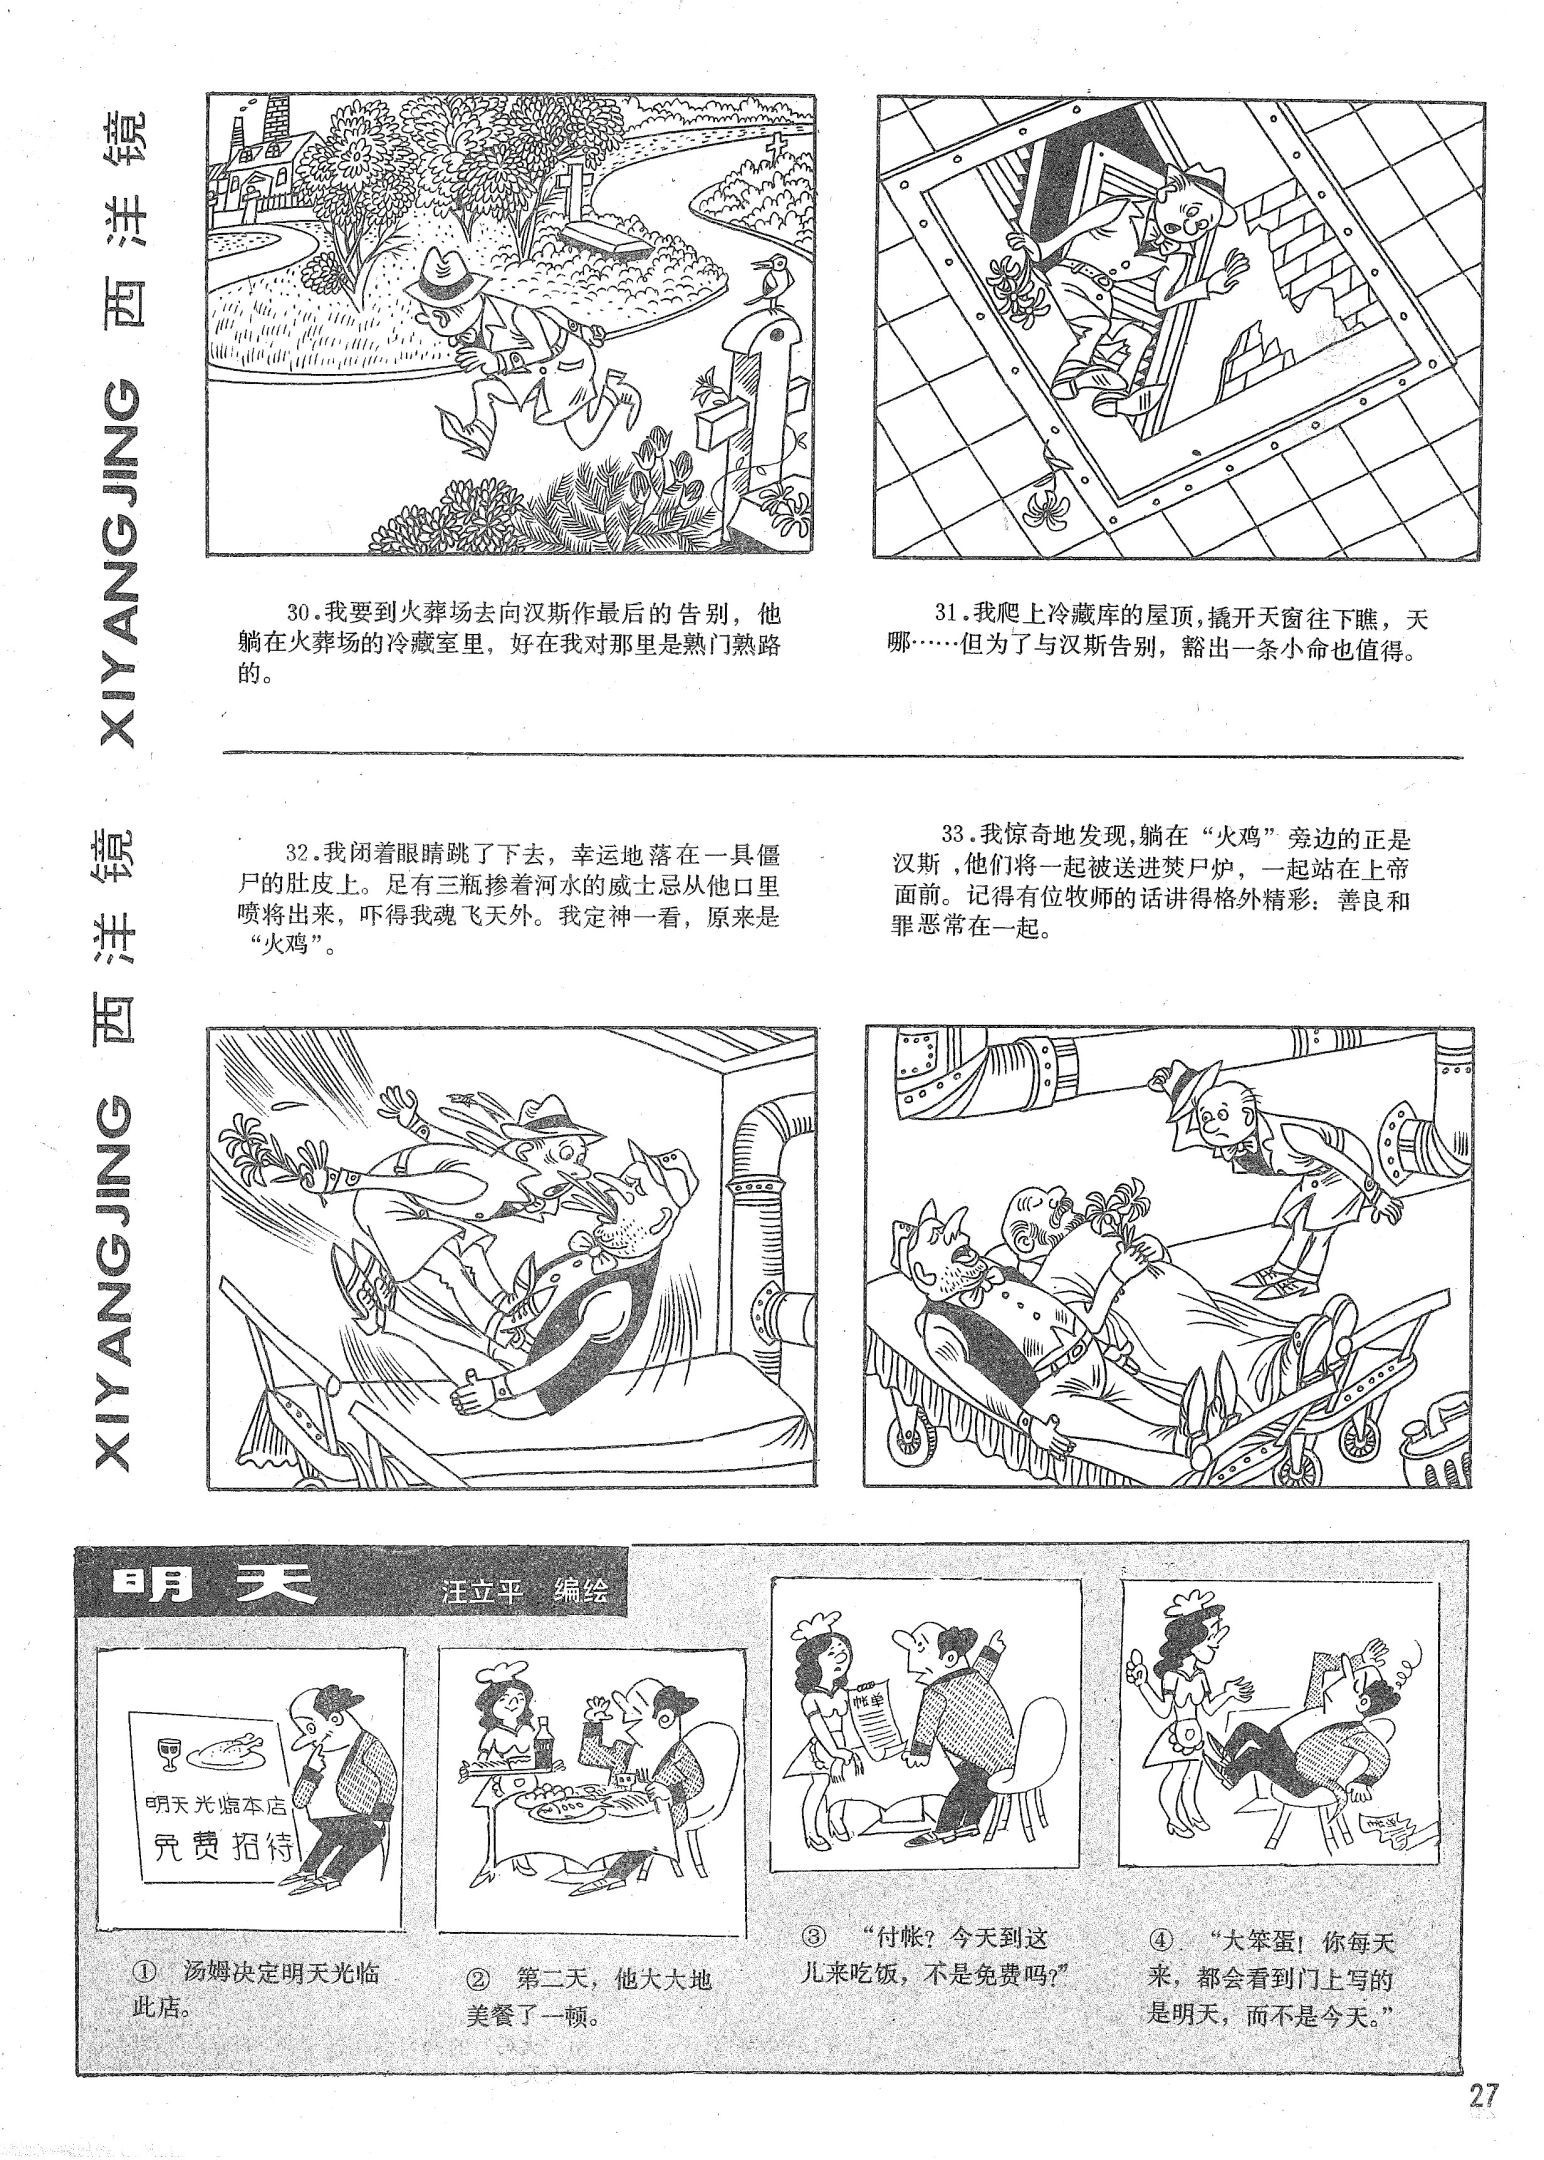 西洋镜 XIYANGJING
西洋镜 XIYANGJING
30.我要到火葬场去向汉斯作最后的告别，他
躺在火葬场的冷藏室里，好在我对那里是熟门熟路
的。
31.我爬上冷藏库的屋顶，撬开天窗往下瞧，天
哪……但为了与汉斯告别，豁出一条小命也值得。
32.我闭着眼睛跳了下去，幸运地落在一具僵
尸的肚皮上。足有三瓶掺着河水的威士忌从他口里
喷将出来，吓得我魂飞天外。我定神一看，原来是
“火鸡”。
33.我惊奇地发现，躺在“火鸡”旁边的正是
汉斯，他们将一起被送进焚尸炉，一起站在上帝
面前。记得有位牧师的话讲得格外精彩：善良和
罪恶常在一起。
明天
汪立平 编绘
明天光临本店
免费招待
① 汤姆决定明天光临
此店。
② 第二天，他大大地
美餐了一顿。
帐单
③ “付帐？今天到这
儿来吃饭，不是免费吗？”
④ “大笨蛋！你每天
来，都会看到门上写的
是明天，而不是今天。”
27